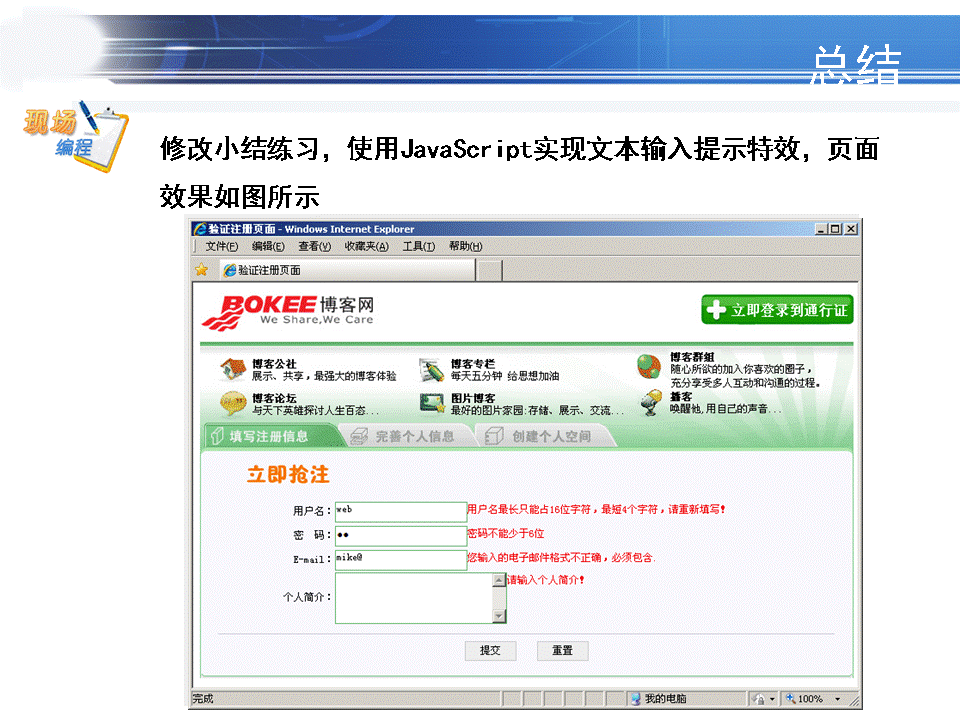 总结
现场
编程
修改小结练习，使用JavaScript实现文本输入提示特效，页面
效果如图所示
验证注册页面 - Windows Internet Explorer
文件(F) 编辑(E) 查看(V) 收藏夹(A) 工具(T) 帮助(H)
验证注册页面
BOKEE 博客网
We Share,We Care
立即登录到通行证
博客公社
展示、共享，最强大的博客体验
博客专栏
每天五分钟 给思想加油
博客群组
随心所欲的加入你喜欢的圈子，
充分享受多人互动和沟通的过程。
博客论坛
与天下英雄探讨人生百态...
图片博客
最好的图片家园:存储、展示、交流...
播客
唤醒他,用自己的声音...
填写注册信息 完善个人信息 创建个人空间
立即抢注
用户名： web 用户名最长只能占16位字符，最短4个字符，请重新填写！
密 码： ●● 密码不能少于6位
E-mail： mike@ 您输入的电子邮件格式不正确，必须包含.
个人简介： 请输入个人简介！
提交 重置
完成 我的电脑 100%